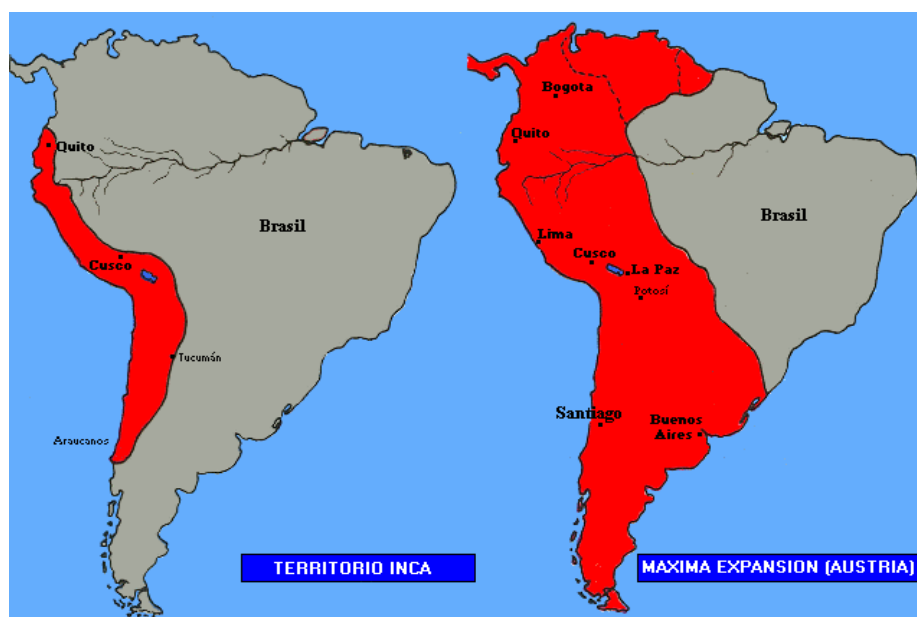 Quito
Brasil
Cusco
Tucumán
Araucanos
TERRITORIO INCA
Bogota
Quito
Brasil
Lima
Cusco
La Paz
Potosí
Santiago
Buenos
Aires
MAXIMA EXPANSION (AUSTRIA)